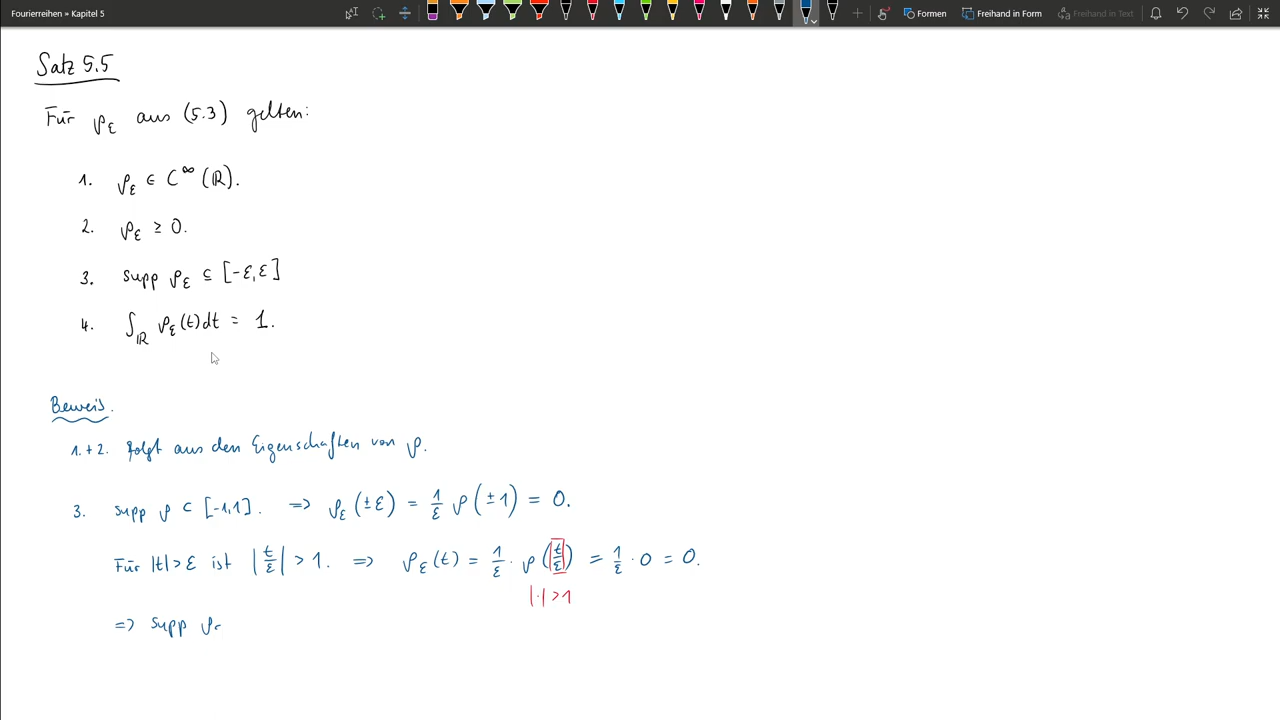 Fourierreihen » Kapitel 5
Formen
Freihand in Form
Freihand in Text
Satz 5.5
Für ρ_ε aus (5.3) gelten:
1. ρ_ε ∈ C^∞(ℝ).
2. ρ_ε ≥ 0.
3. supp ρ_ε ⊆ [-ε,ε]
4. ∫_ℝ ρ_ε(t)dt = 1.
Beweis.
1.+2. folgt aus den Eigenschaften von ρ.
3. supp ρ ⊂ [-1,1]. ⇒ ρ_ε(±ε) = 1/ε ρ(±1) = 0.
Für |t|>ε ist |t/ε| > 1. ⇒ ρ_ε(t) = 1/ε · ρ(t/ε) = 1/ε · 0 = 0.
|·|>1
⇒ supp ρ